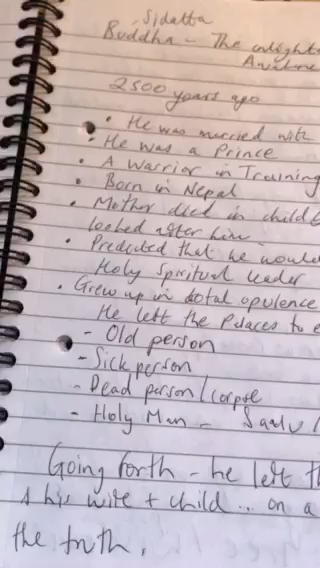 Sidatta
Buddha - The enlight
2500 years ago
• He was married with
- He was a Prince
• A Warrior in Training
• Born in Nepal
• Mother died in child
looked after him
• Predicted that he would
Holy Spiritual leader
• Grew up in total opulence
He left the Palaces to e
- Old person
- Sick person
- Dead person/corpse
- Holy Man - Sadu/
Going forth - he left th
& his wife + child... on a
the truth.